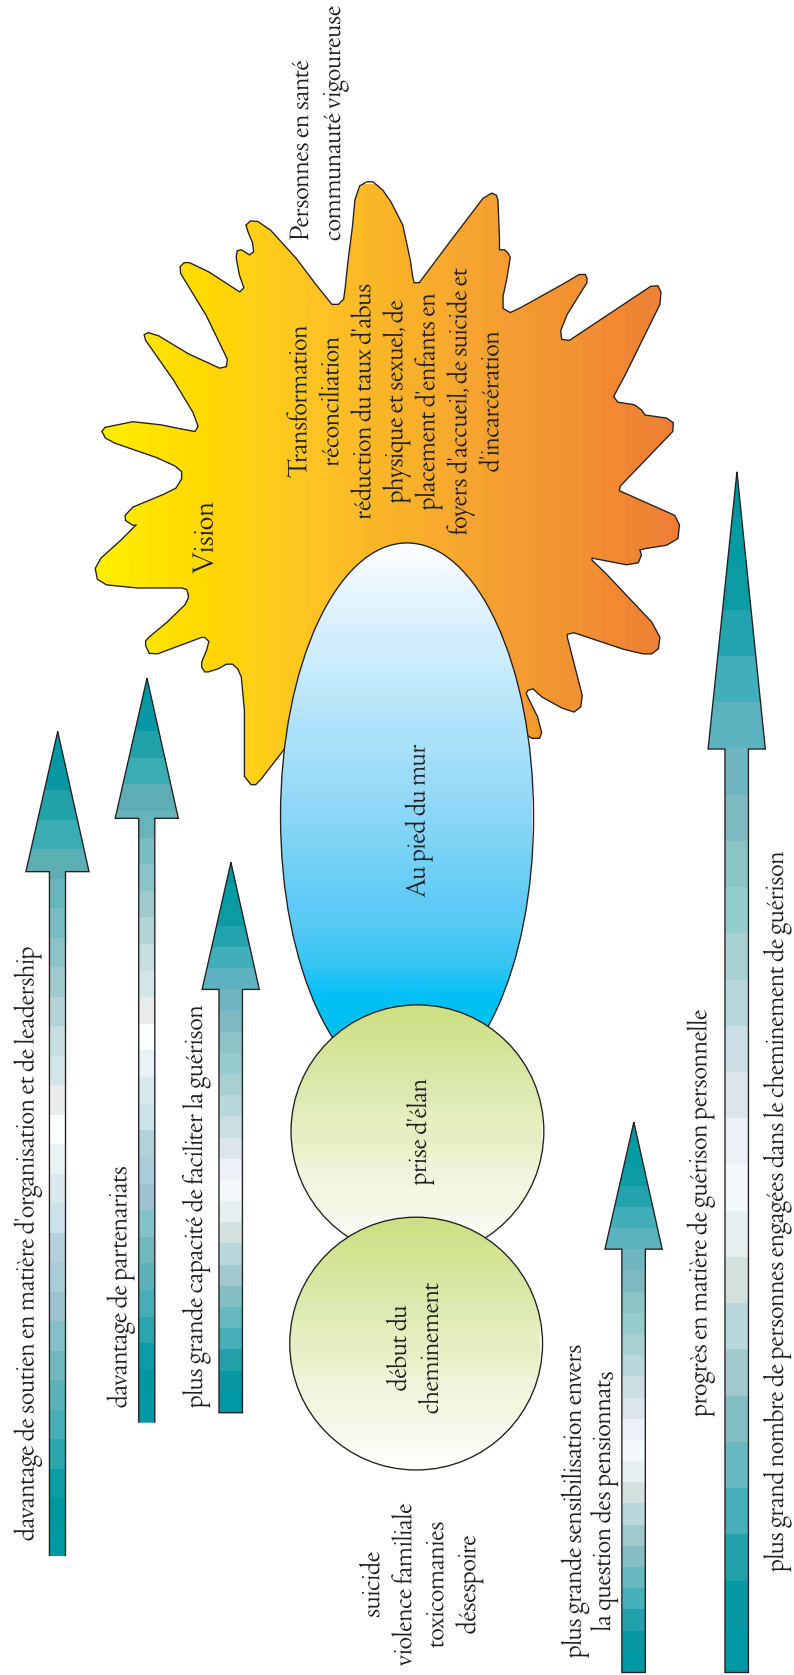 davantage de soutien en matière d'organisation et de leadership
davantage de partenariats
plus grande capacité de faciliter la guérison
suicide
violence familiale
toxicomanies
désespoire
début du
cheminement
prise d'élan
Au pied du mur
Vision
Transformation
réconciliation
réduction du taux d'abus
physique et sexuel, de
placement d'enfants en
foyers d'accueil, de suicide et
d'incarcération
Personnes en santé
communauté vigoureuse
plus grande sensibilisation envers
la question des pensionnats
progrès en matière de guérison personnelle
plus grand nombre de personnes engagées dans le cheminement de guérison